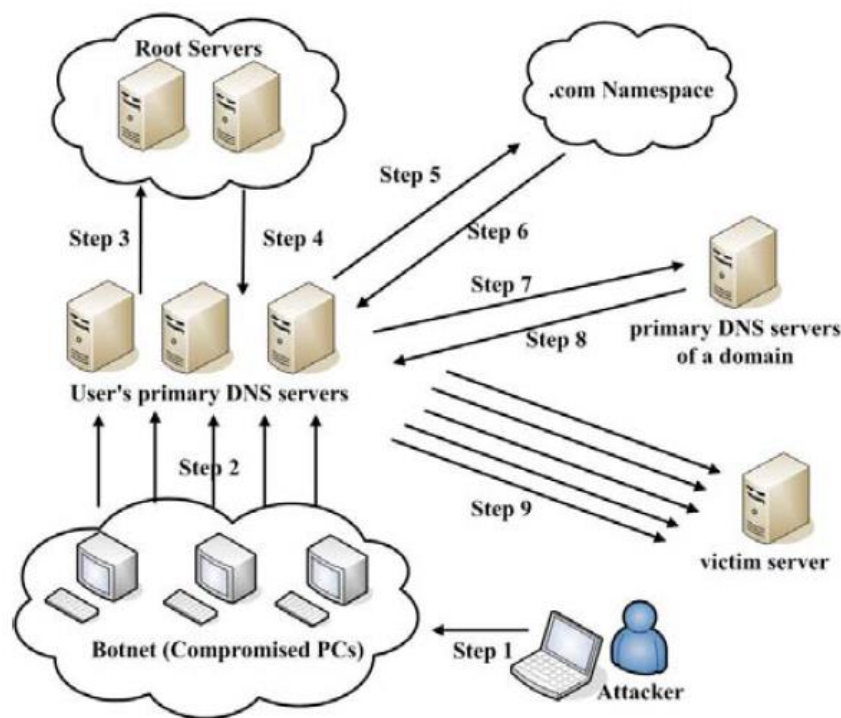 Root Servers
.com Namespace
Step 5
Step 3
Step 4
Step 6
Step 7
primary DNS servers
of a domain
Step 8
User's primary DNS servers
Step 2
Step 9
victim server
Botnet (Compromised PCs)
Step 1
Attacker